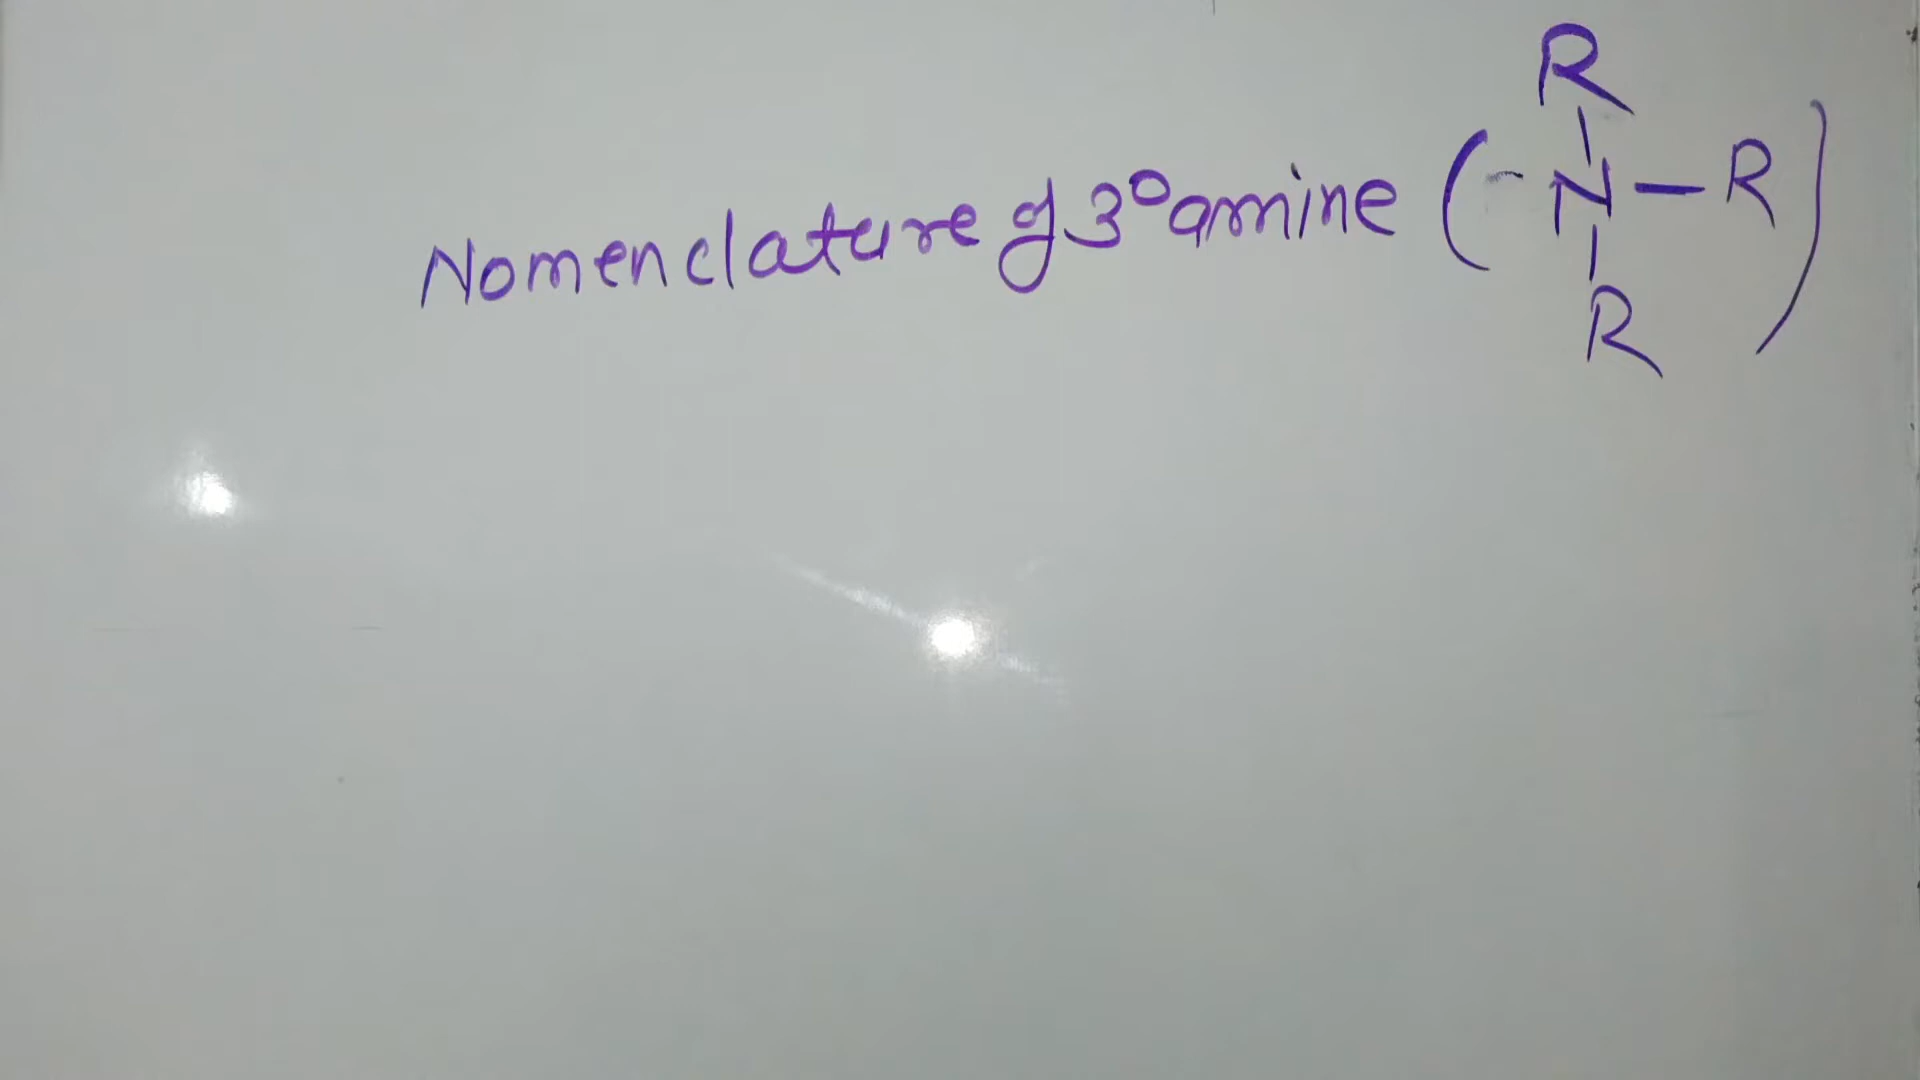 R
Nomenclature of 3° amine (-N-R)
R